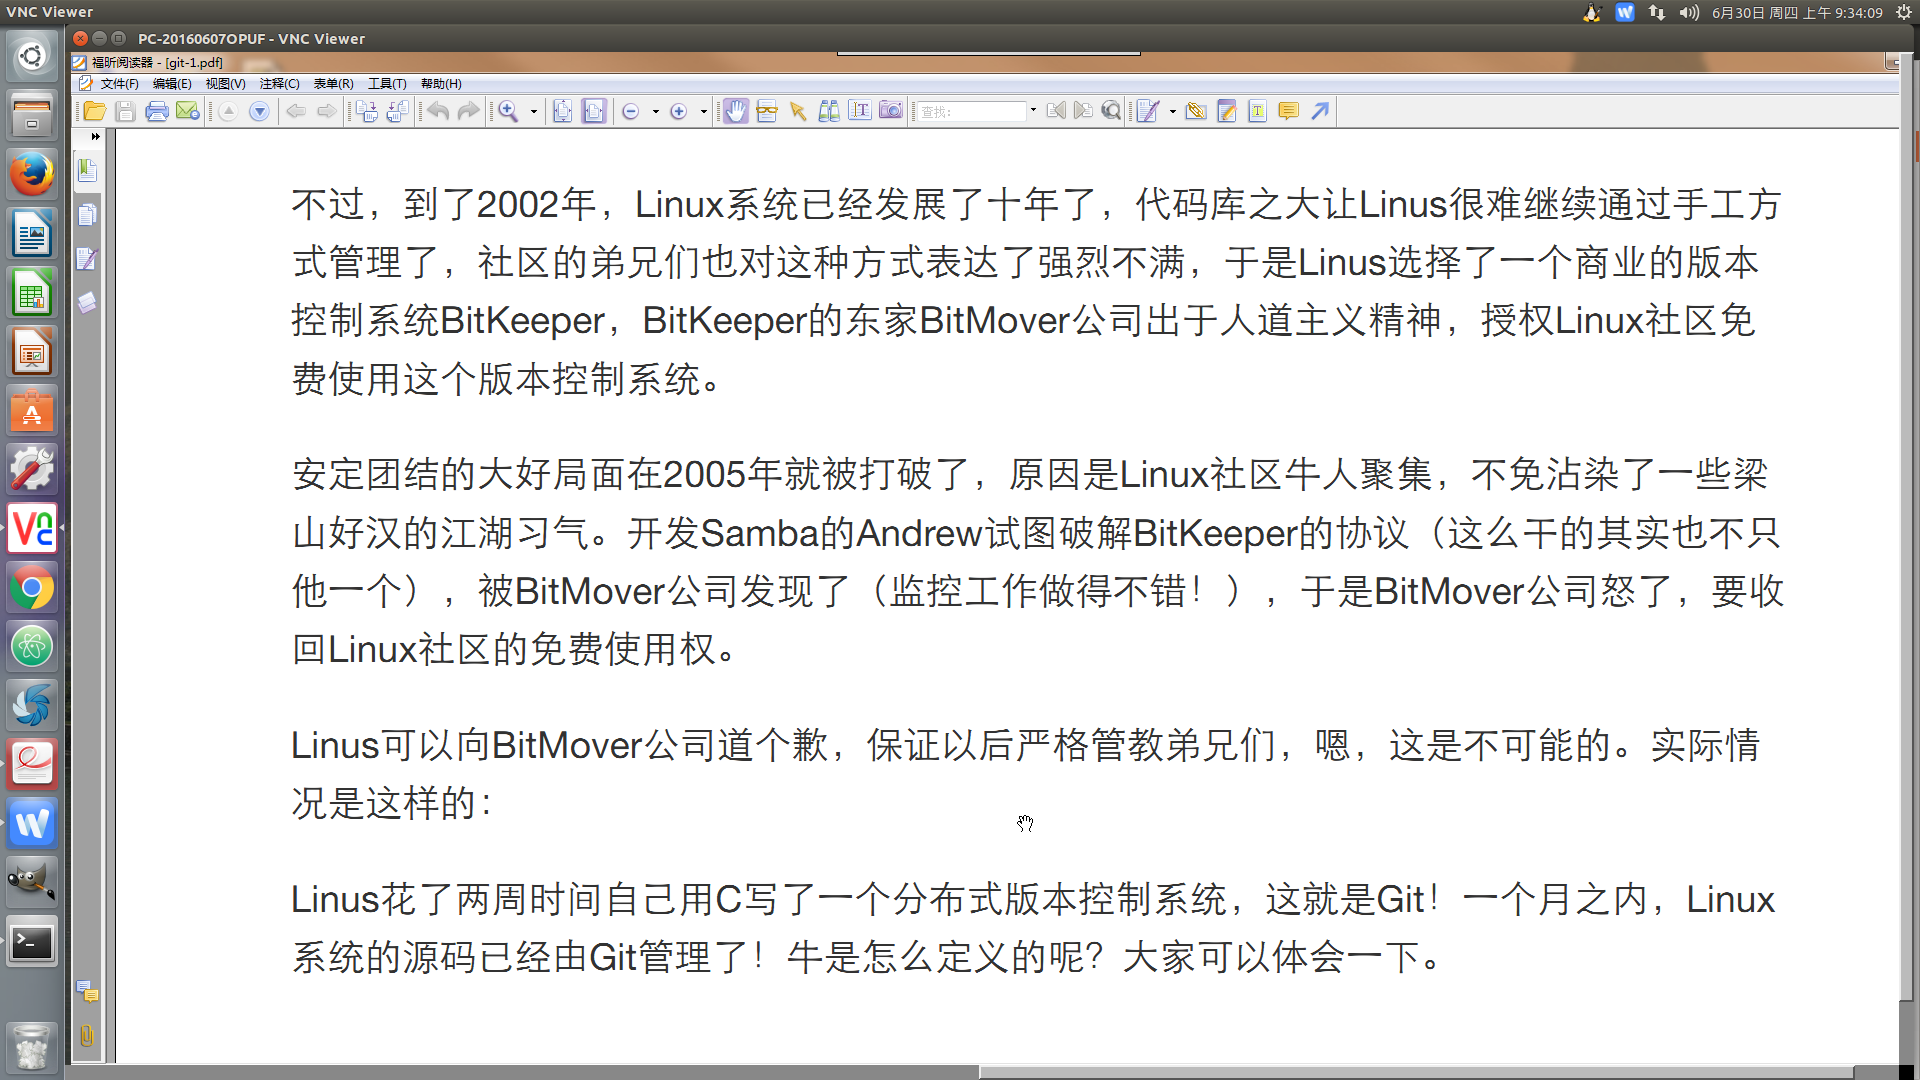 VNC Viewer
6月30日 周四 上午 9:34:09
PC-20160607OPUF - VNC Viewer
福昕阅读器 - [git-1.pdf]
文件(F) 编辑(E) 视图(V) 注释(C) 表单(R) 工具(T) 帮助(H)
查找:
不过，到了2002年，Linux系统已经发展了十年了，代码库之大让Linus很难继续通过手工方
式管理了，社区的弟兄们也对这种方式表达了强烈不满，于是Linus选择了一个商业的版本
控制系统BitKeeper，BitKeeper的东家BitMover公司出于人道主义精神，授权Linux社区免
费使用这个版本控制系统。
安定团结的大好局面在2005年就被打破了，原因是Linux社区牛人聚集，不免沾染了一些梁
山好汉的江湖习气。开发Samba的Andrew试图破解BitKeeper的协议（这么干的其实也不只
他一个），被BitMover公司发现了（监控工作做得不错！），于是BitMover公司怒了，要收
回Linux社区的免费使用权。
Linus可以向BitMover公司道个歉，保证以后严格管教弟兄们，嗯，这是不可能的。实际情
况是这样的：
Linus花了两周时间自己用C写了一个分布式版本控制系统，这就是Git！一个月之内，Linux
系统的源码已经由Git管理了！牛是怎么定义的呢？大家可以体会一下。